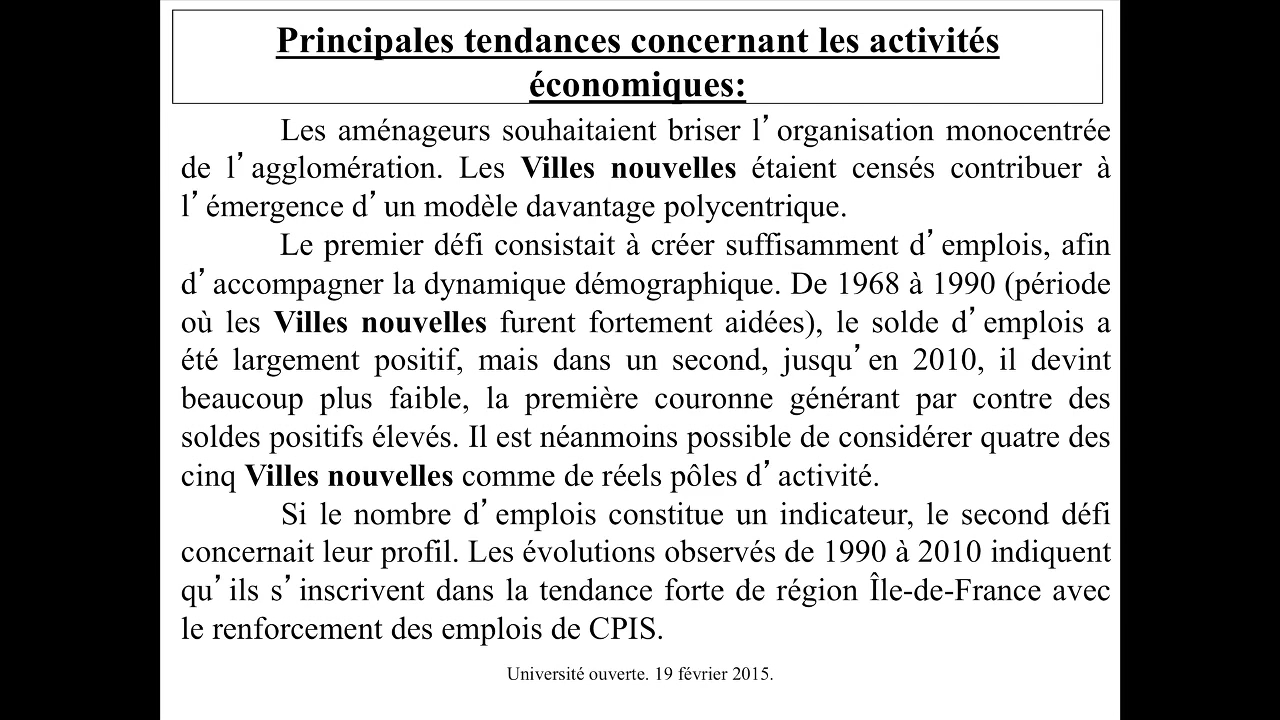 Principales tendances concernant les activités
économiques:
Les aménageurs souhaitaient briser l’organisation monocentrée
de l’agglomération. Les Villes nouvelles étaient censés contribuer à
l’émergence d’un modèle davantage polycentrique.
Le premier défi consistait à créer suffisamment d’emplois, afin
d’accompagner la dynamique démographique. De 1968 à 1990 (période
où les Villes nouvelles furent fortement aidées), le solde d’emplois a
été largement positif, mais dans un second, jusqu’en 2010, il devint
beaucoup plus faible, la première couronne générant par contre des
soldes positifs élevés. Il est néanmoins possible de considérer quatre des
cinq Villes nouvelles comme de réels pôles d’activité.
Si le nombre d’emplois constitue un indicateur, le second défi
concernait leur profil. Les évolutions observés de 1990 à 2010 indiquent
qu’ils s’inscrivent dans la tendance forte de région Île-de-France avec
le renforcement des emplois de CPIS.
Université ouverte. 19 février 2015.